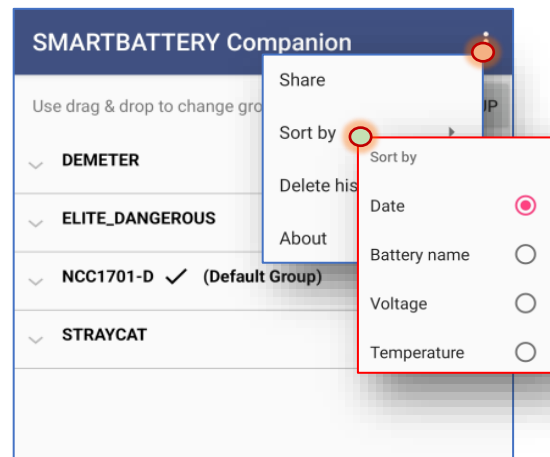 SMARTBATTERY Companion
Use drag & drop to change gro
UP
DEMETER
ELITE_DANGEROUS
NCC1701-D ✓ (Default Group)
STRAYCAT
Share
Sort by
Delete his
About
Sort by
Date
Battery name
Voltage
Temperature